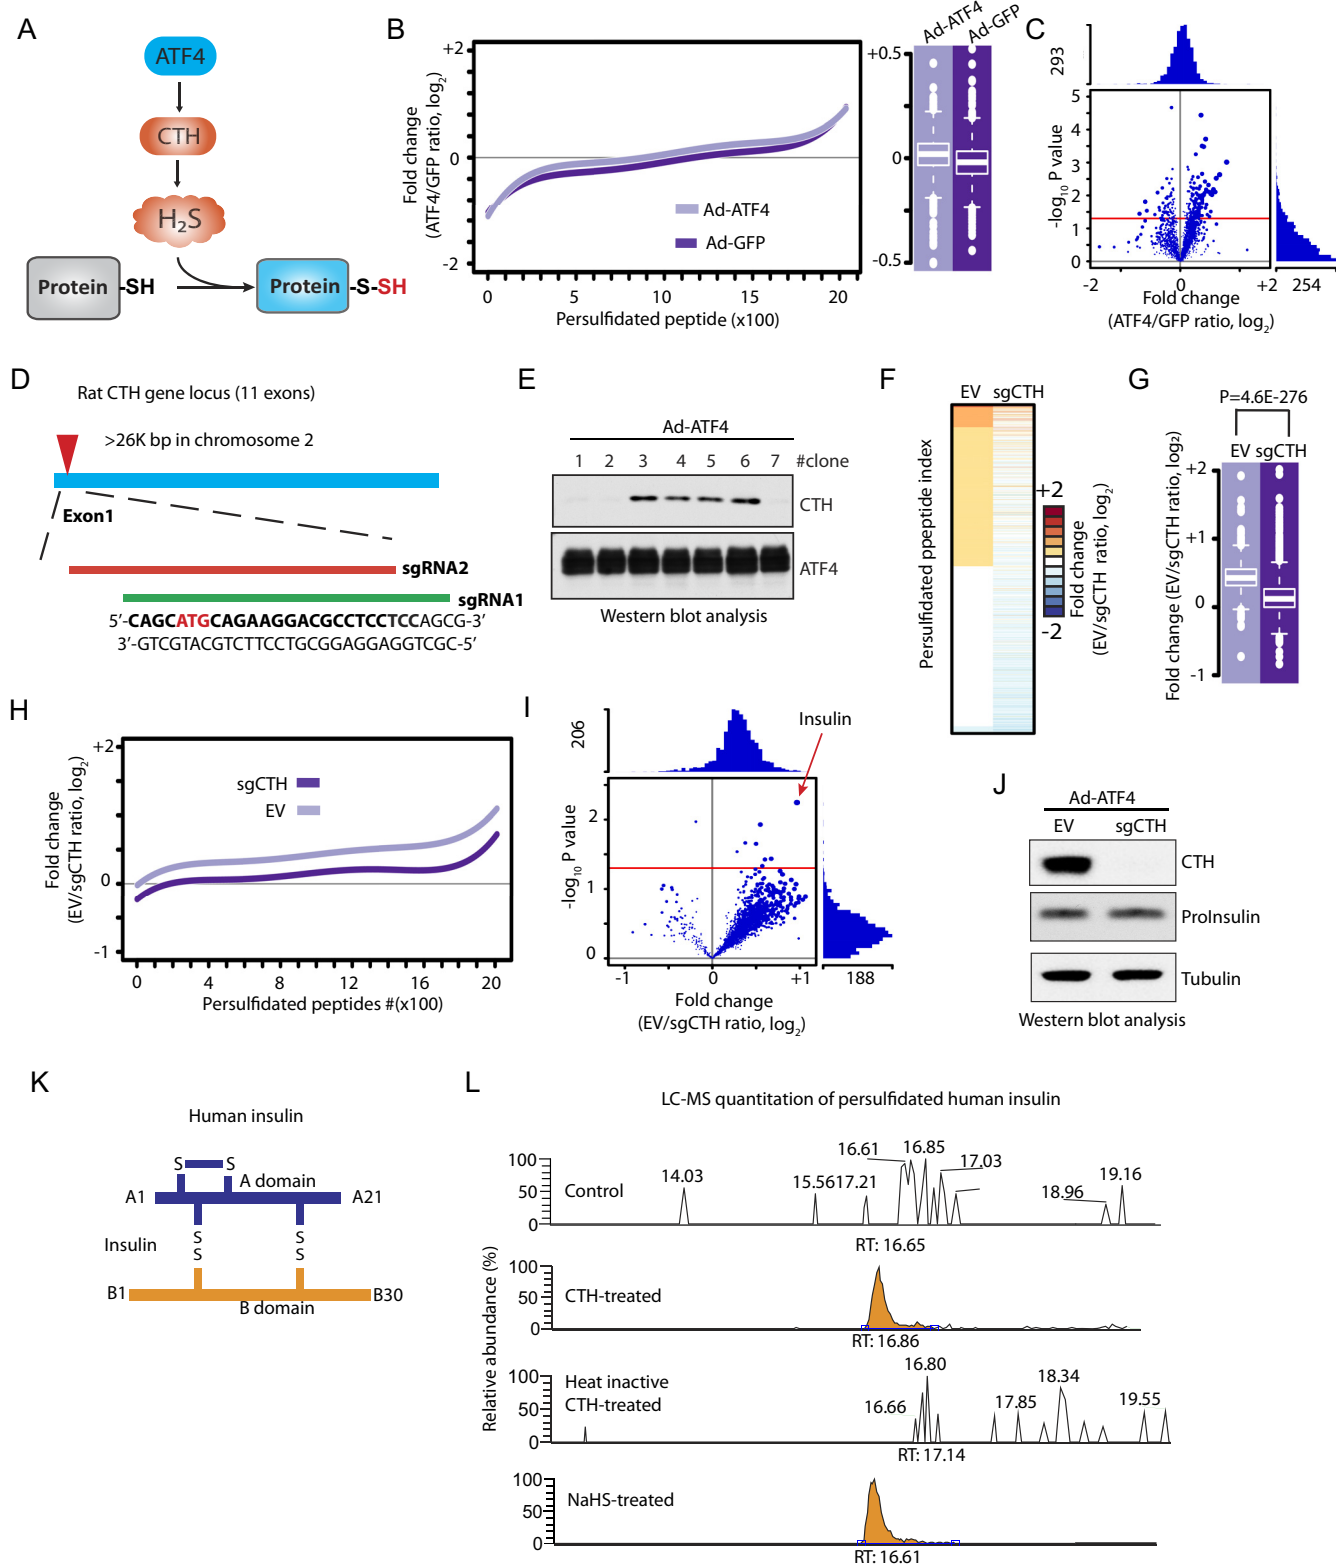 A
ATF4
CTH
H2S
Protein -SH
Protein -S-SH
B
Fold change
(ATF4/GFP ratio, log2)
+2
0
-2
Ad-ATF4
Ad-GFP
0 5 10 15 20
Persulfidated peptide (x100)
Ad-ATF4 Ad-GFP
+0.5
0
-0.5
C
293
-log10 P value
5
4
3
2
1
0
-2 0 +2
254
Fold change
(ATF4/GFP ratio, log2)
D
Rat CTH gene locus (11 exons)
>26K bp in chromosome 2
Exon1
sgRNA2
sgRNA1
5’-CAGCATGCAGAAGGACGCCTCCTCCAGCG-3’
3’-GTCGTACGTCTTCCTGCGGAGGAGGTCGC-5’
E
Ad-ATF4
1 2 3 4 5 6 7 #clone
CTH
ATF4
Western blot analysis
F
EV sgCTH
Persulfidated ppeptide index
+2
-2
Fold change
(EV/sgCTH ratio, log2)
G
P=4.6E-276
EV sgCTH
Fold change (EV/sgCTH ratio, log2)
+2
+1
0
-1
H
Fold change
(EV/sgCTH ratio, log2)
+2
0
-1
sgCTH
EV
0 4 8 12 16 20
Persulfidated peptides #(x100)
I
206
Insulin
-log10 P value
2
1
0
-1 0 +1
188
Fold change
(EV/sgCTH ratio, log2)
J
Ad-ATF4
EV sgCTH
CTH
ProInsulin
Tubulin
Western blot analysis
K
Human insulin
S S
A domain
A1 A21
S S
S S
Insulin
B1 B30
B domain
L
LC-MS quantitation of persulfidated human insulin
Relative abundance (%)
100
50
0
Control
14.03 15.56 17.21 16.61 16.85 17.03 18.96 19.16
RT: 16.65
100
50
0
CTH-treated
RT: 16.86
100
50
0
Heat inactive
CTH-treated
16.66 16.80 17.85 18.34 19.55
RT: 17.14
100
50
0
NaHS-treated
RT: 16.61